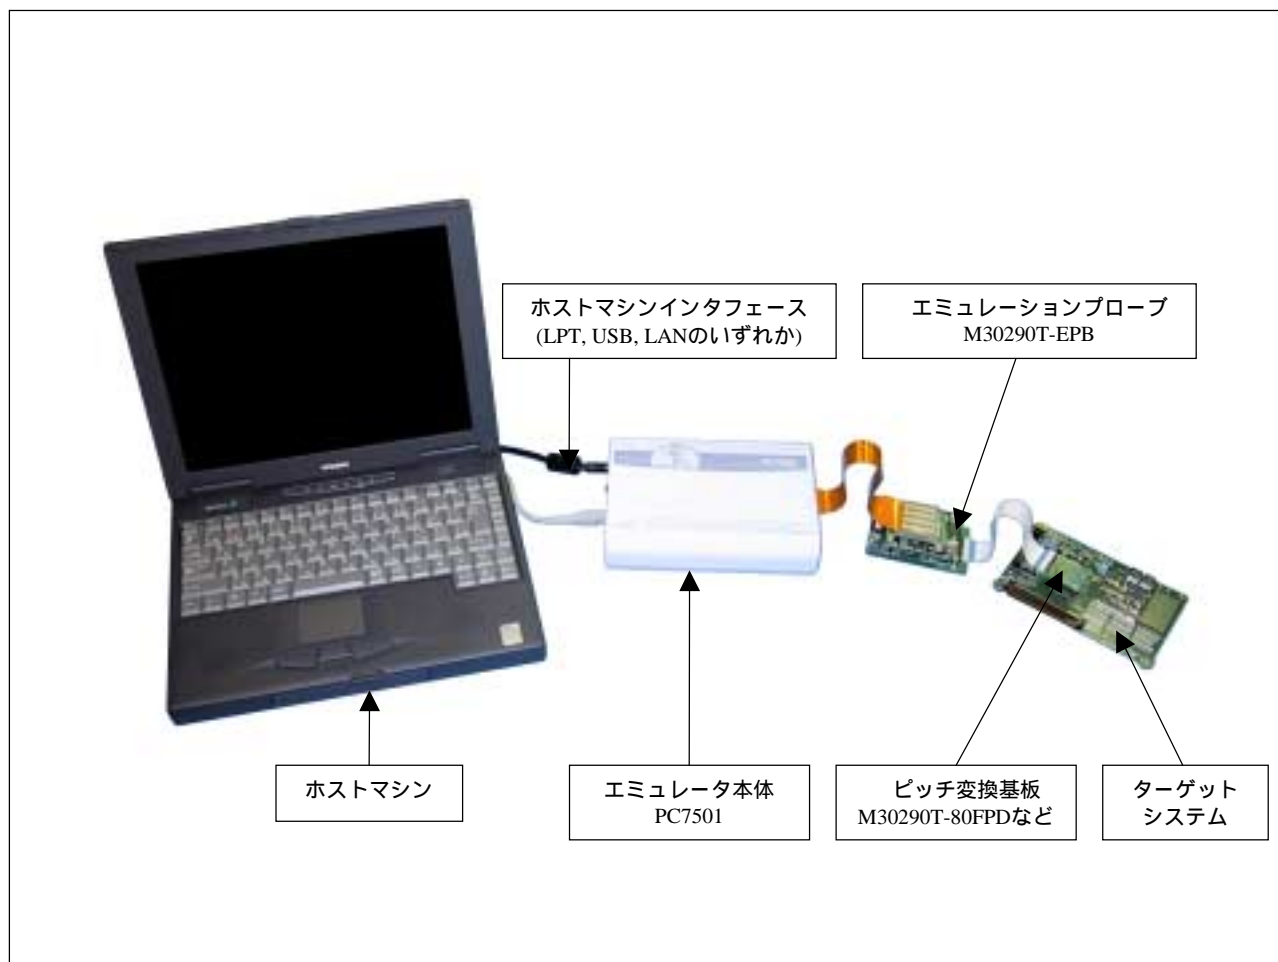 ホストマシンインタフェース
(LPT, USB, LANのいずれか)
エミュレーションプローブ
M30290T-EPB
ホストマシン
エミュレータ本体
PC7501
ピッチ変換基板
M30290T-80FPDなど
ターゲット
システム